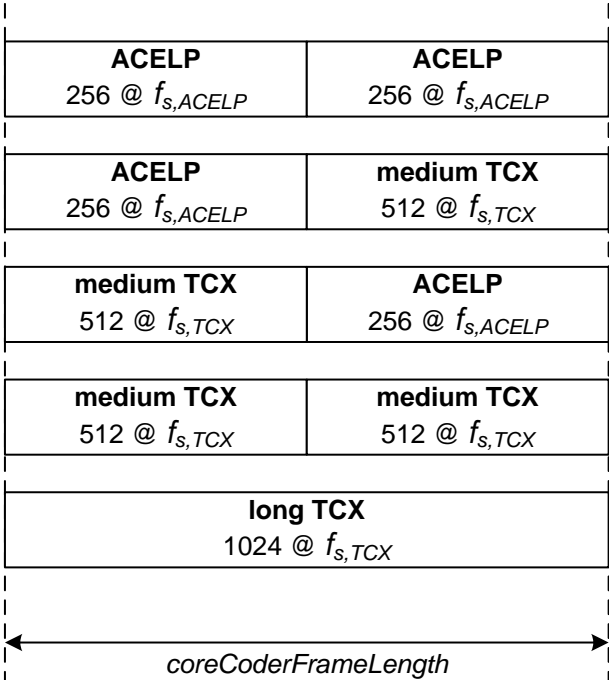 ACELP ACELP
256 @ fs,ACELP 256 @ fs,ACELP
ACELP medium TCX
256 @ fs,ACELP 512 @ fs,TCX
medium TCX ACELP
512 @ fs,TCX 256 @ fs,ACELP
medium TCX medium TCX
512 @ fs,TCX 512 @ fs,TCX
long TCX
1024 @ fs,TCX
coreCoderFrameLength